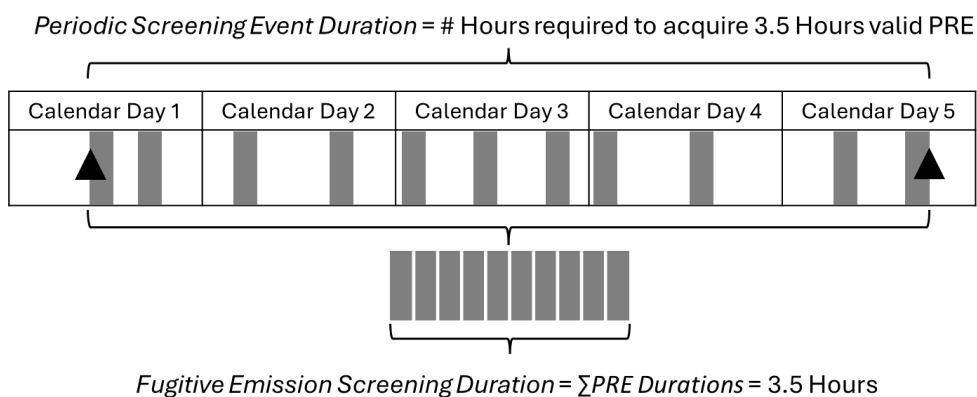 Periodic Screening Event Duration = # Hours required to acquire 3.5 Hours valid PRE
Calendar Day 1 Calendar Day 2 Calendar Day 3 Calendar Day 4 Calendar Day 5
Fugitive Emission Screening Duration = ∑PRE Durations = 3.5 Hours